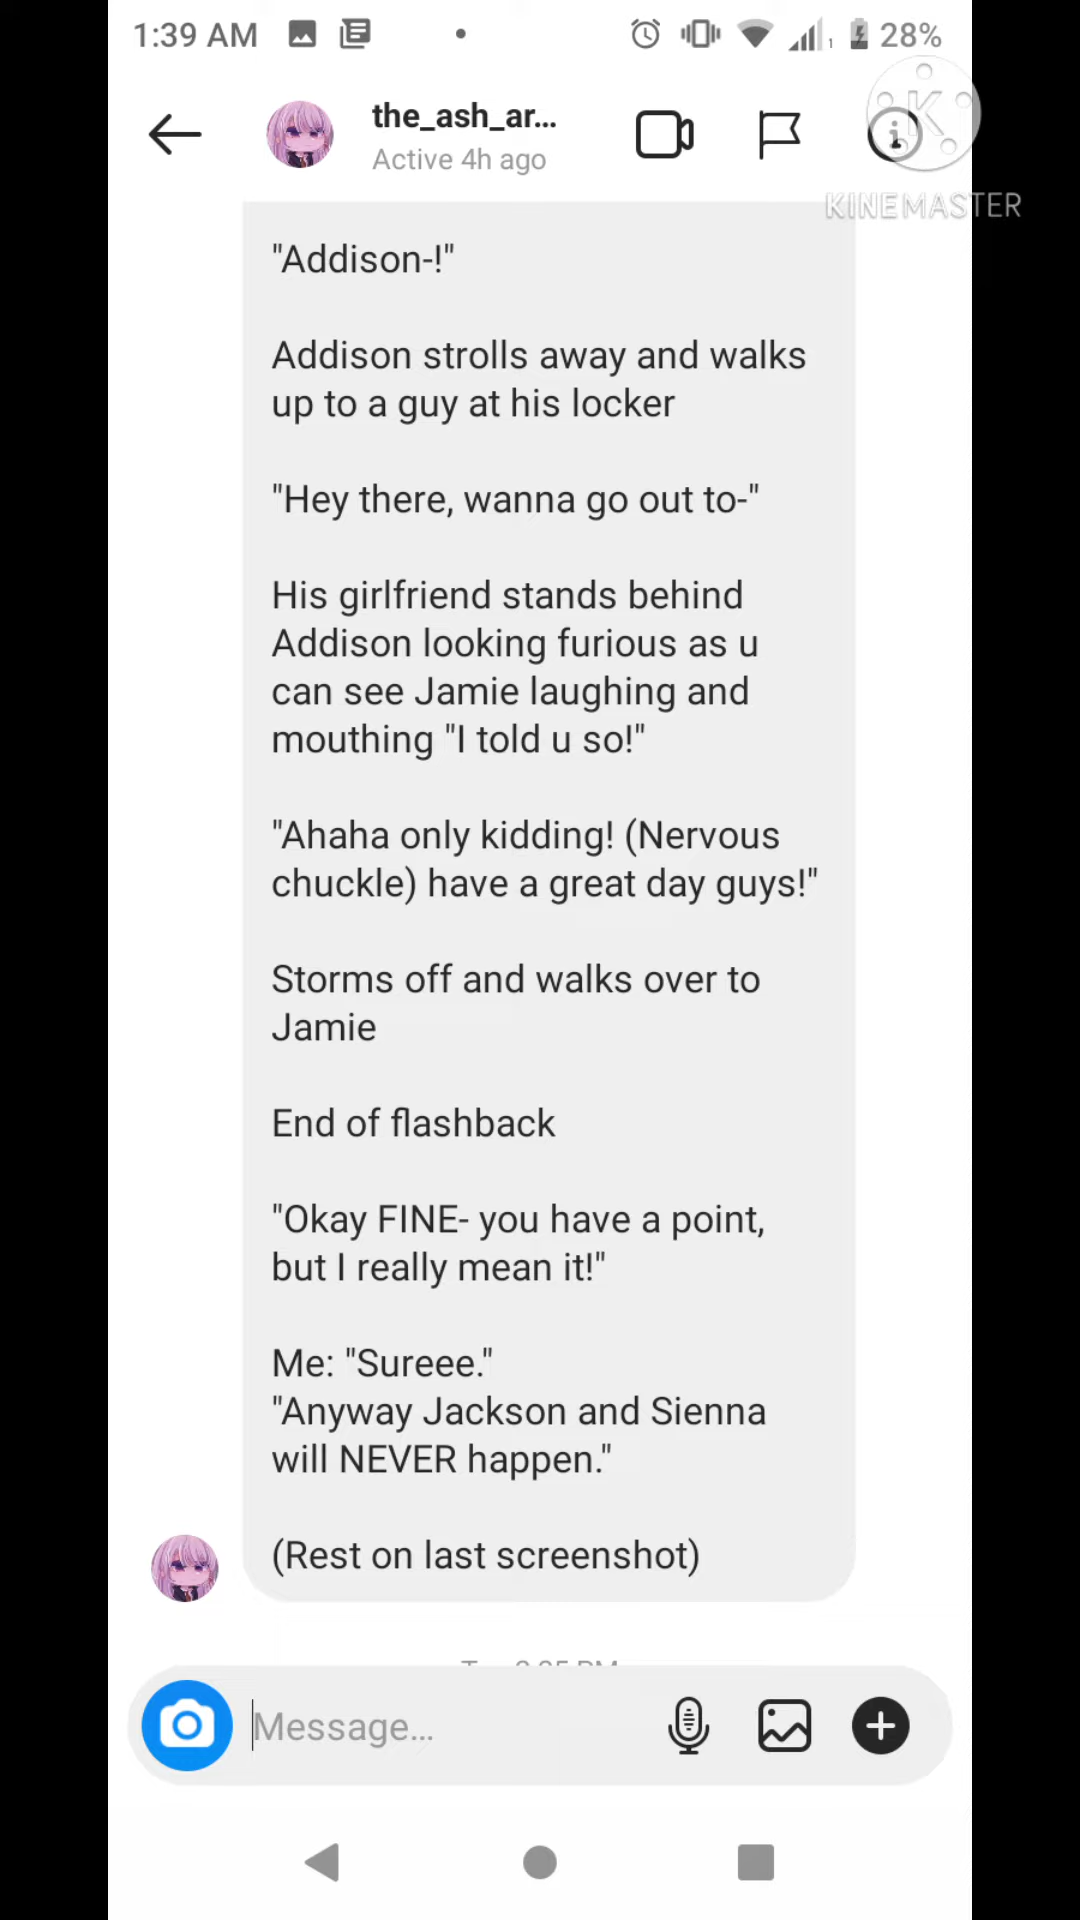 1:39 AM
28%
the_ash_ar...
Active 4h ago
KINEMASTER
"Addison-!"
Addison strolls away and walks
up to a guy at his locker
"Hey there, wanna go out to-"
His girlfriend stands behind
Addison looking furious as u
can see Jamie laughing and
mouthing "I told u so!"
"Ahaha only kidding! (Nervous
chuckle) have a great day guys!"
Storms off and walks over to
Jamie
End of flashback
"Okay FINE- you have a point,
but I really mean it!"
Me: "Sureee."
"Anyway Jackson and Sienna
will NEVER happen."
(Rest on last screenshot)
Message...